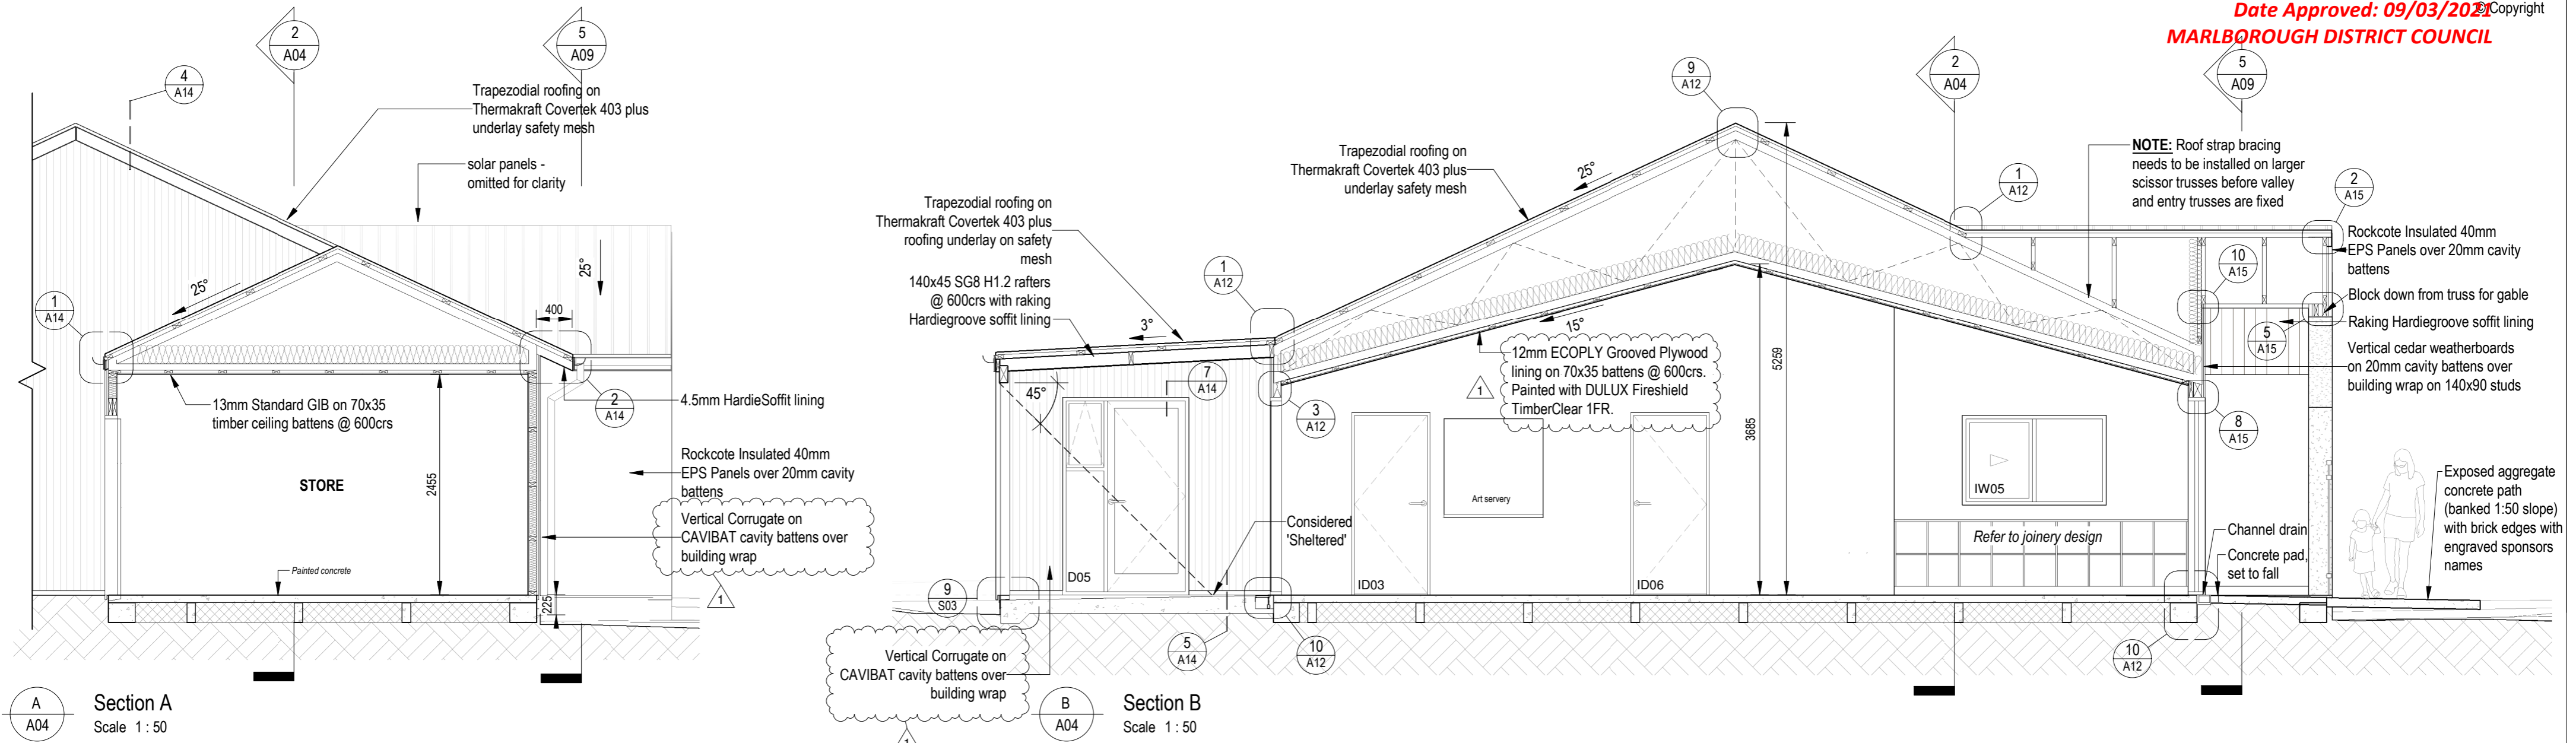 Date Approved: 09/03/2021
© Copyright
MARLBOROUGH DISTRICT COUNCIL
2
A04
5
A09
4
A14
Trapezodial roofing on
Thermakraft Covertek 403 plus
underlay safety mesh
solar panels -
omitted for clarity
25°
25°
1
A14
400
13mm Standard GIB on 70x35
timber ceiling battens @ 600crs
2
A14
4.5mm HardieSoffit lining
STORE
2455
Rockcote Insulated 40mm
EPS Panels over 20mm cavity
battens
Vertical Corrugate on
CAVIBAT cavity battens over
building wrap
1
Painted concrete
225
A
A04
Section A
Scale 1 : 50
9
A12
2
A04
5
A09
Trapezodial roofing on
Thermakraft Covertek 403 plus
underlay safety mesh
25°
1
A12
NOTE: Roof strap bracing
needs to be installed on larger
scissor trusses before valley
and entry trusses are fixed
2
A15
Trapezodial roofing on
Thermakraft Covertek 403 plus
roofing underlay on safety
mesh
140x45 SG8 H1.2 rafters
@ 600crs with raking
Hardiegroove soffit lining
1
A12
3°
Rockcote Insulated 40mm
EPS Panels over 20mm cavity
battens
10
A15
Block down from truss for gable
Raking Hardiegroove soffit lining
5
A15
Vertical cedar weatherboards
on 20mm cavity battens over
building wrap on 140x90 studs
15°
12mm ECOPLY Grooved Plywood
lining on 70x35 battens @ 600crs.
Painted with DULUX Fireshield
TimberClear 1FR.
1
5259
3685
45°
7
A14
3
A12
8
A15
Art servery
IW05
Refer to joinery design
Considered
'Sheltered'
D05
ID03
ID06
Channel drain
Concrete pad,
set to fall
Exposed aggregate
concrete path
(banked 1:50 slope)
with brick edges with
engraved sponsors
names
9
S03
5
A14
10
A12
10
A12
Vertical Corrugate on
CAVIBAT cavity battens over
building wrap
1
B
A04
Section B
Scale 1 : 50